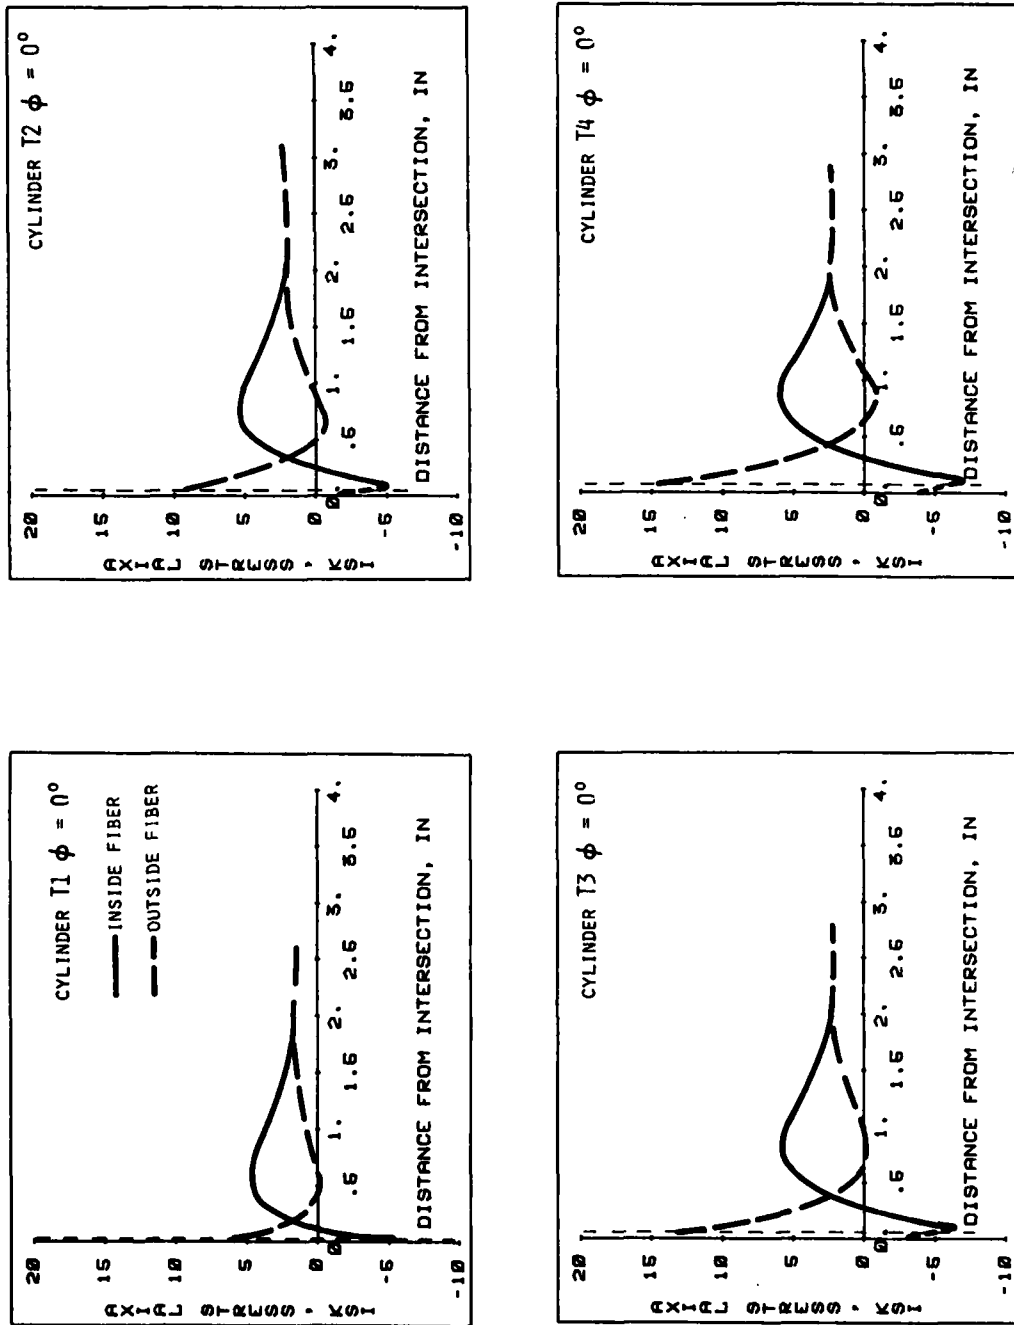 CYLINDER T1 ϕ = 0°
INSIDE FIBER
OUTSIDE FIBER
AXIAL STRESS, KSI
20
15
10
5
0
-5
-10
0 .5 1. 1.5 2. 2.5 3. 3.5 4.
DISTANCE FROM INTERSECTION, IN
CYLINDER T2 ϕ = 0°
AXIAL STRESS, KSI
20
15
10
5
0
-5
-10
0 .5 1. 1.5 2. 2.5 3. 3.5 4.
DISTANCE FROM INTERSECTION, IN
CYLINDER T3 ϕ = 0°
AXIAL STRESS, KSI
20
15
10
5
0
-5
-10
0 .5 1. 1.5 2. 2.5 3. 3.5 4.
DISTANCE FROM INTERSECTION, IN
CYLINDER T4 ϕ = 0°
AXIAL STRESS, KSI
20
15
10
5
0
-5
-10
0 .5 1. 1.5 2. 2.5 3. 3.5 4.
DISTANCE FROM INTERSECTION, IN